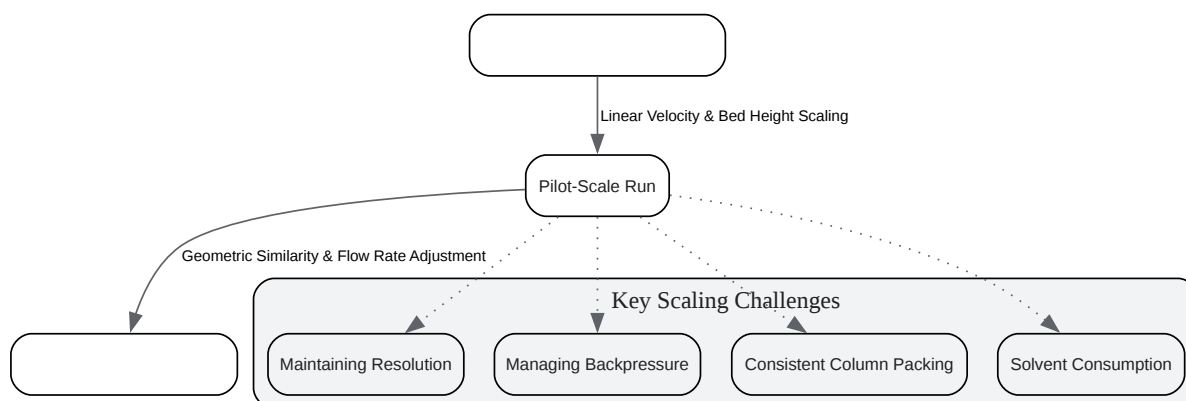 Linear Velocity & Bed Height Scaling
Pilot-Scale Run
Geometric Similarity & Flow Rate Adjustment
Key Scaling Challenges
Maintaining Resolution
Managing Backpressure
Consistent Column Packing
Solvent Consumption